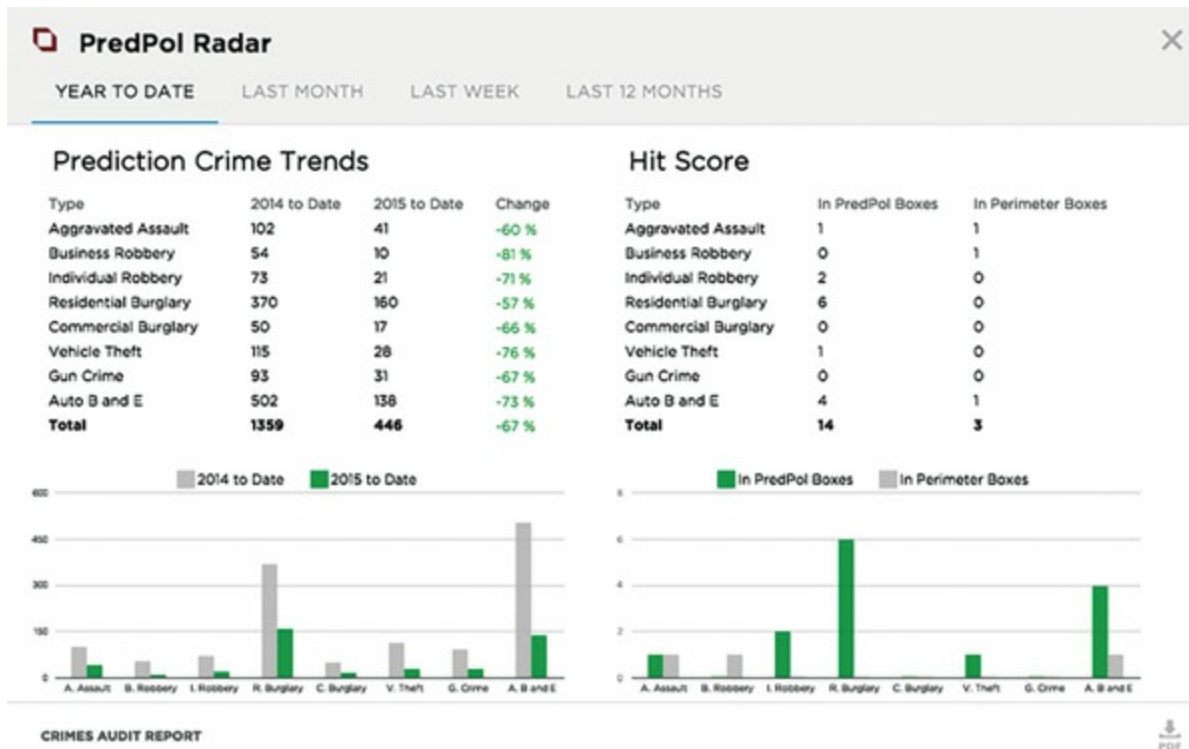 PredPol Radar
YEAR TO DATE LAST MONTH LAST WEEK LAST 12 MONTHS
Prediction Crime Trends
Type 2014 to Date 2015 to Date Change
Aggravated Assault 102 41 -60 %
Business Robbery 54 10 -81 %
Individual Robbery 73 21 -71 %
Residential Burglary 370 160 -57 %
Commercial Burglary 50 17 -66 %
Vehicle Theft 115 28 -76 %
Gun Crime 93 31 -67 %
Auto B and E 502 138 -73 %
Total 1359 446 -67 %
2014 to Date 2015 to Date
600
450
300
150
0
A. Assault B. Robbery I. Robbery R. Burglary C. Burglary V. Theft G. Crime A. B and E
Hit Score
Type In PredPol Boxes In Perimeter Boxes
Aggravated Assault 1 1
Business Robbery 0 1
Individual Robbery 2 0
Residential Burglary 6 0
Commercial Burglary 0 0
Vehicle Theft 1 0
Gun Crime 0 0
Auto B and E 4 1
Total 14 3
In PredPol Boxes In Perimeter Boxes
8
6
4
2
0
A. Assault B. Robbery I. Robbery R. Burglary C. Burglary V. Theft G. Crime A. B and E
CRIMES AUDIT REPORT
PDF